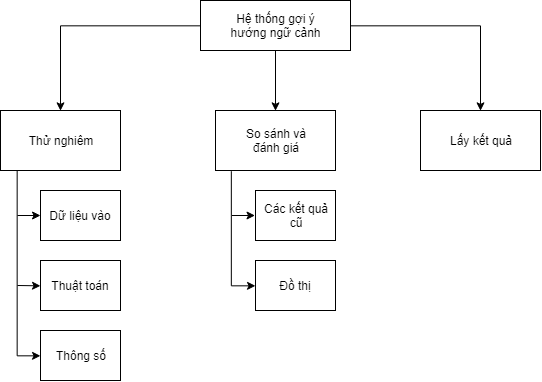 Hệ thống gợi ý
hướng ngữ cảnh
Thử nghiêm
So sánh và
đánh giá
Lấy kết quả
Dữ liệu vào
Các kết quả
cũ
Thuật toán
Đồ thị
Thông số